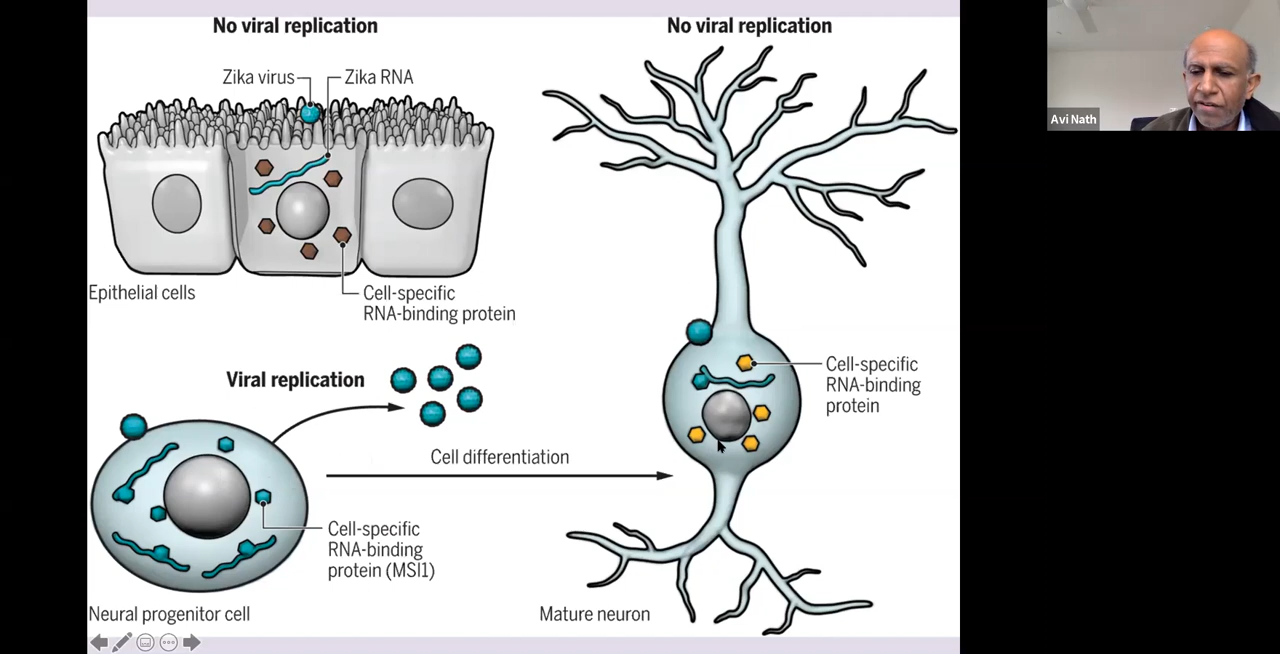 No viral replication
No viral replication
Zika virus
Zika RNA
Avi Nath
Epithelial cells
Cell-specific
RNA-binding protein
Viral replication
Cell-specific
RNA-binding
protein
Cell differentiation
Cell-specific
RNA-binding
protein (MSI1)
Neural progenitor cell
Mature neuron